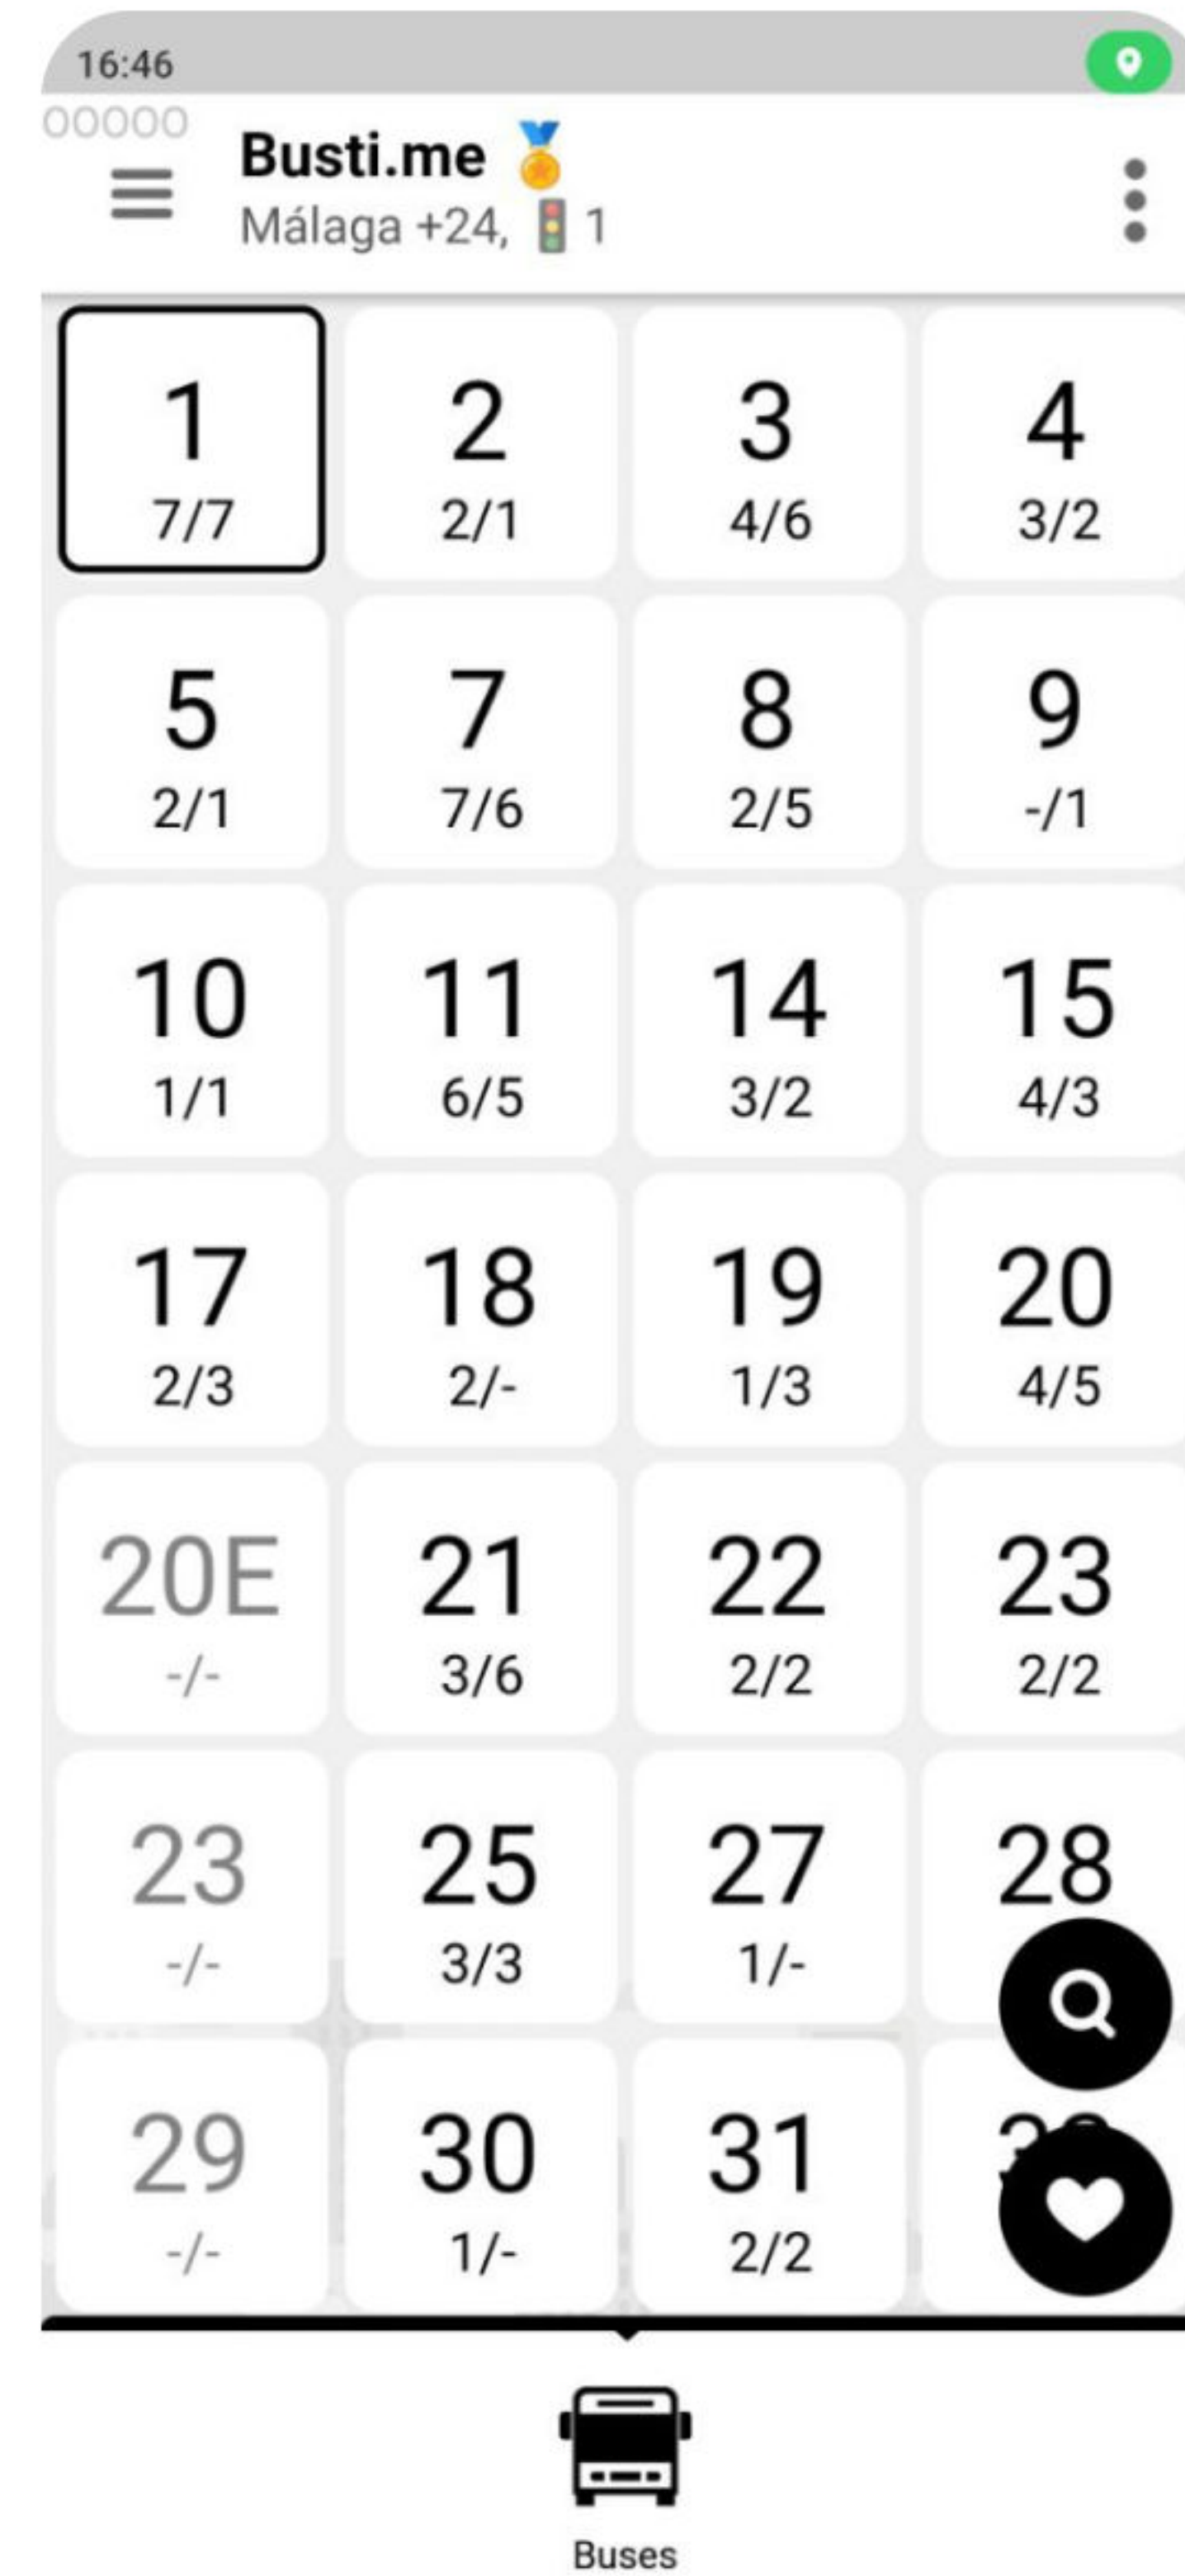 16:46
00000
Busti.me
Málaga +24, 1
1 2 3 4
7/7 2/1 4/6 3/2
5 7 8 9
2/1 7/6 2/5 -/1
10 11 14 15
1/1 6/5 3/2 4/3
17 18 19 20
2/3 2/- 1/3 4/5
20E 21 22 23
-/- 3/6 2/2 2/2
23 25 27 28
-/- 3/3 1/-
29 30 31
-/- 1/- 2/2
Buses